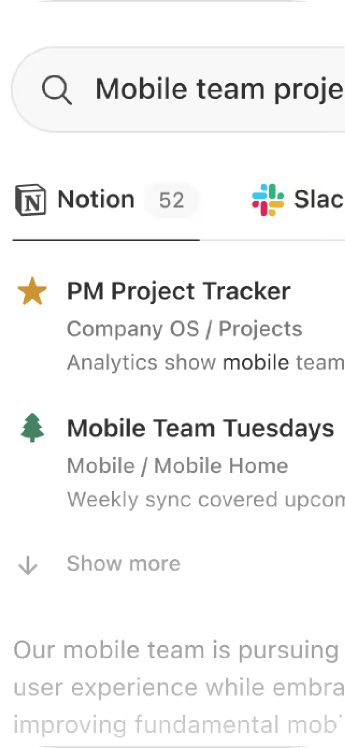 Mobile team proje
Notion 52 Slac
PM Project Tracker
Company OS / Projects
Analytics show mobile team
Mobile Team Tuesdays
Mobile / Mobile Home
Weekly sync covered upcom
Show more
Our mobile team is pursuing
user experience while embra
improving fundamental mobi